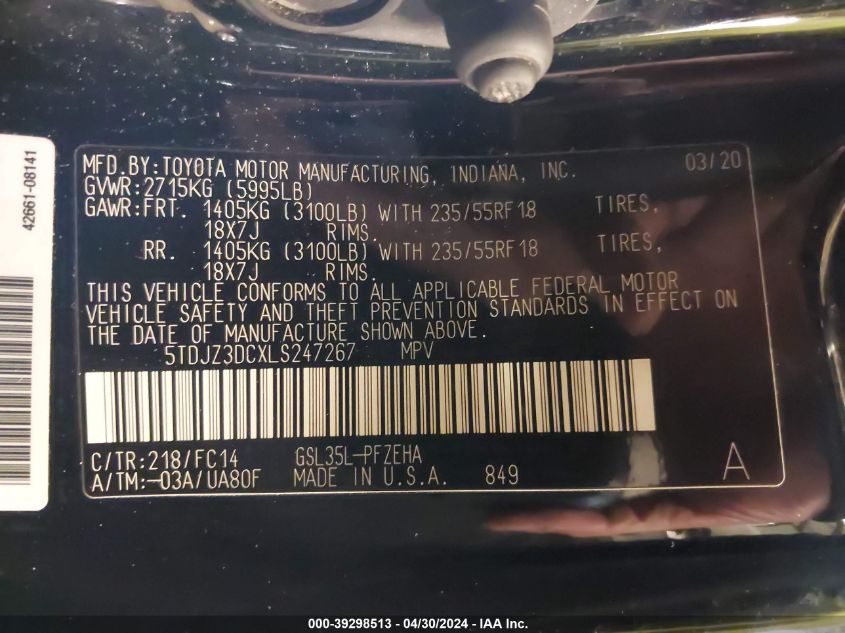 42661-08141
MFD.BY:TOYOTA MOTOR MANUFACTURING, INDIANA, INC. 03/20
GVWR:2715KG (5995LB)
GAWR:FRT. 1405KG (3100LB) WITH 235/55RF18 TIRES,
18X7J RIMS.
RR. 1405KG (3100LB) WITH 235/55RF18 TIRES,
18X7J RIMS.
THIS VEHICLE CONFORMS TO ALL APPLICABLE FEDERAL MOTOR
VEHICLE SAFETY AND THEFT PREVENTION STANDARDS IN EFFECT ON
THE DATE OF MANUFACTURE SHOWN ABOVE.
5TDJZ3DCXLS247267 MPV
C/TR:218/FC14 GSL35L-PFZEHA
A/TM:-03A/UA80F MADE IN U.S.A. 849 A
000-39298513 - 04/30/2024 - IAA Inc.